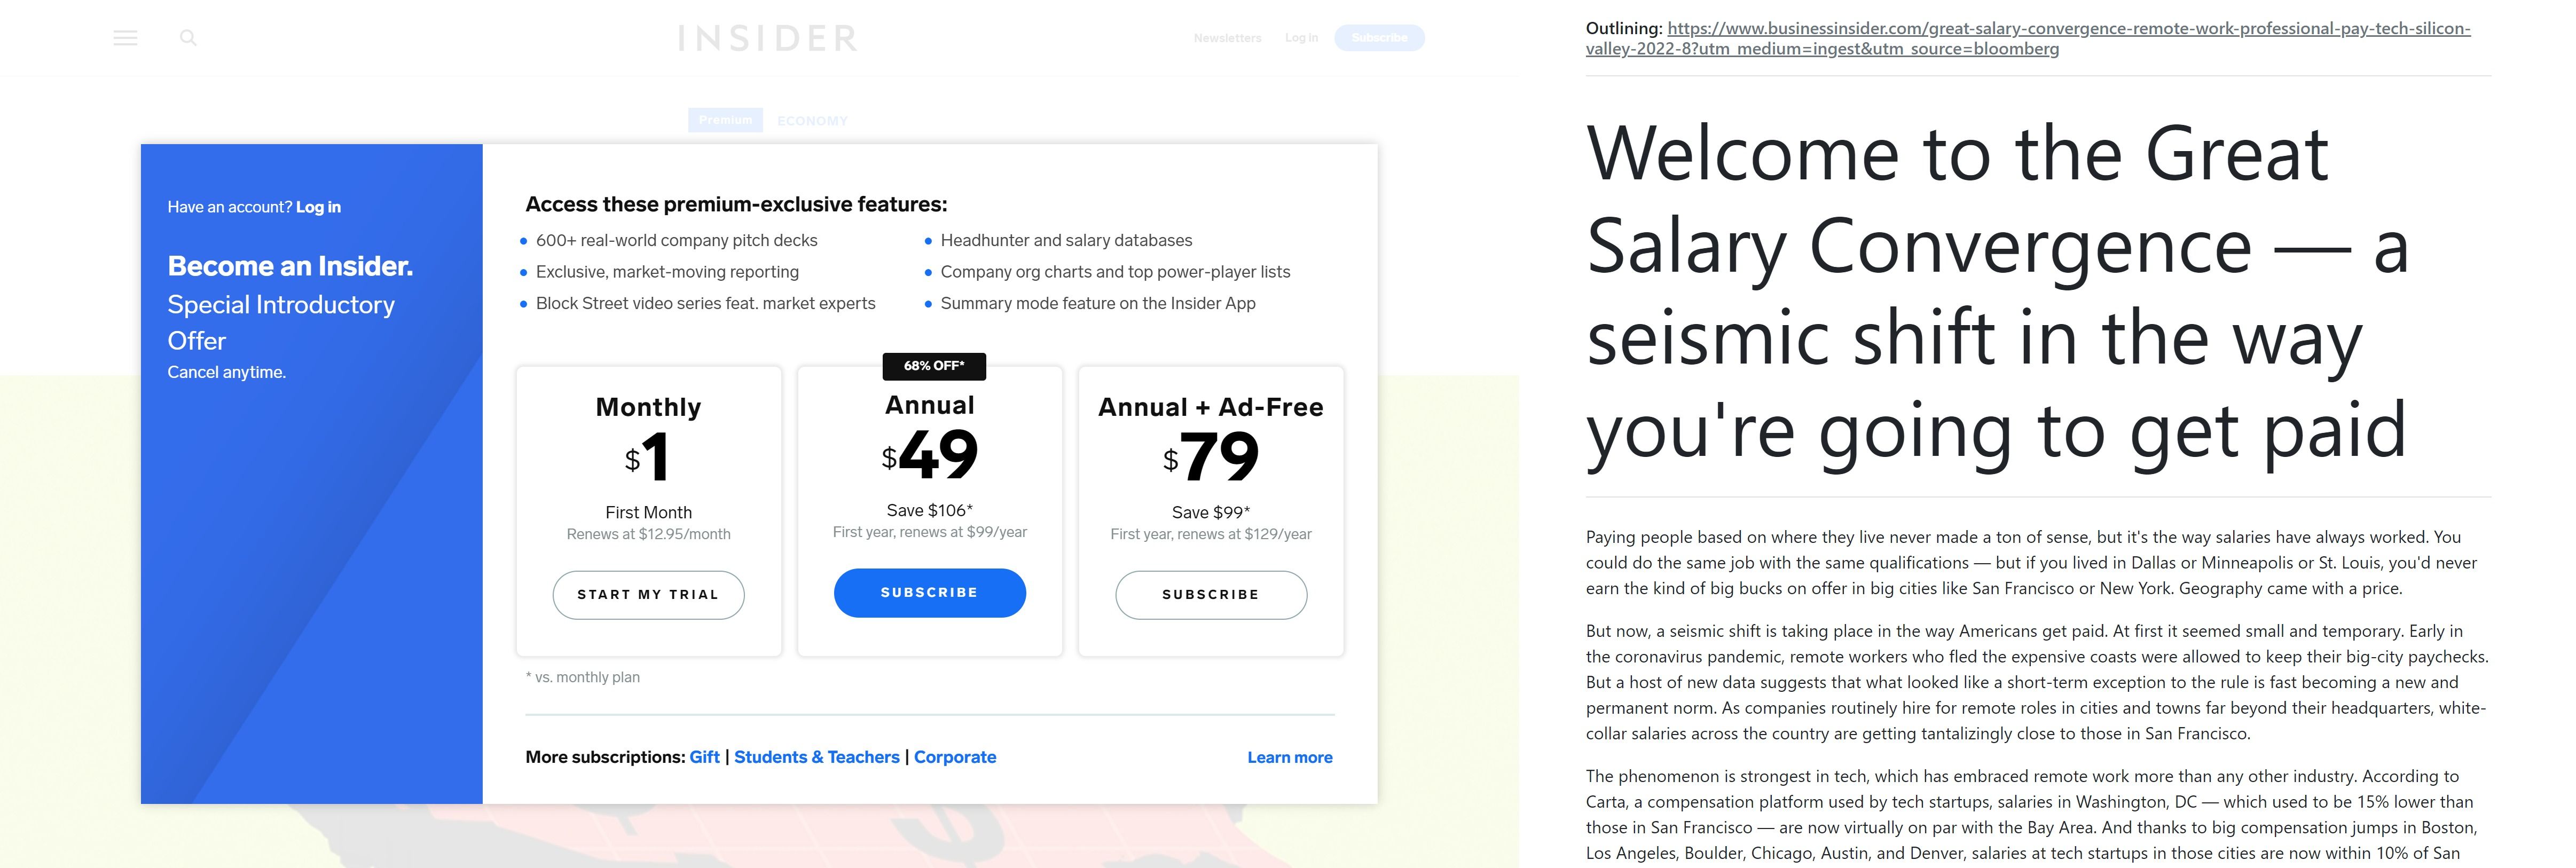 INSIDER
Newsletters
Log in
Subscribe
Premium
ECONOMY
Have an account? Log in
Become an Insider.
Special Introductory
Offer
Cancel anytime.
Access these premium-exclusive features:
600+ real-world company pitch decks
Exclusive, market-moving reporting
Block Street video series feat. market experts
Headhunter and salary databases
Company org charts and top power-player lists
Summary mode feature on the Insider App
Monthly
$1
First Month
Renews at $12.95/month
START MY TRIAL
68% OFF*
Annual
$49
Save $106*
First year, renews at $99/year
SUBSCRIBE
Annual + Ad-Free
$79
Save $99*
First year, renews at $129/year
SUBSCRIBE
* vs. monthly plan
More subscriptions: Gift | Students & Teachers | Corporate
Learn more
Outlining: https://www.businessinsider.com/great-salary-convergence-remote-work-professional-pay-tech-silicon-
valley-2022-8?utm_medium=ingest&utm_source=bloomberg
Welcome to the Great
Salary Convergence — a
seismic shift in the way
you're going to get paid
Paying people based on where they live never made a ton of sense, but it's the way salaries have always worked. You
could do the same job with the same qualifications — but if you lived in Dallas or Minneapolis or St. Louis, you'd never
earn the kind of big bucks on offer in big cities like San Francisco or New York. Geography came with a price.
But now, a seismic shift is taking place in the way Americans get paid. At first it seemed small and temporary. Early in
the coronavirus pandemic, remote workers who fled the expensive coasts were allowed to keep their big-city paychecks.
But a host of new data suggests that what looked like a short-term exception to the rule is fast becoming a new and
permanent norm. As companies routinely hire for remote roles in cities and towns far beyond their headquarters, white-
collar salaries across the country are getting tantalizingly close to those in San Francisco.
The phenomenon is strongest in tech, which has embraced remote work more than any other industry. According to
Carta, a compensation platform used by tech startups, salaries in Washington, DC — which used to be 15% lower than
those in San Francisco — are now virtually on par with the Bay Area. And thanks to big compensation jumps in Boston,
Los Angeles, Boulder, Chicago, Austin, and Denver, salaries at tech startups in those cities are now within 10% of San